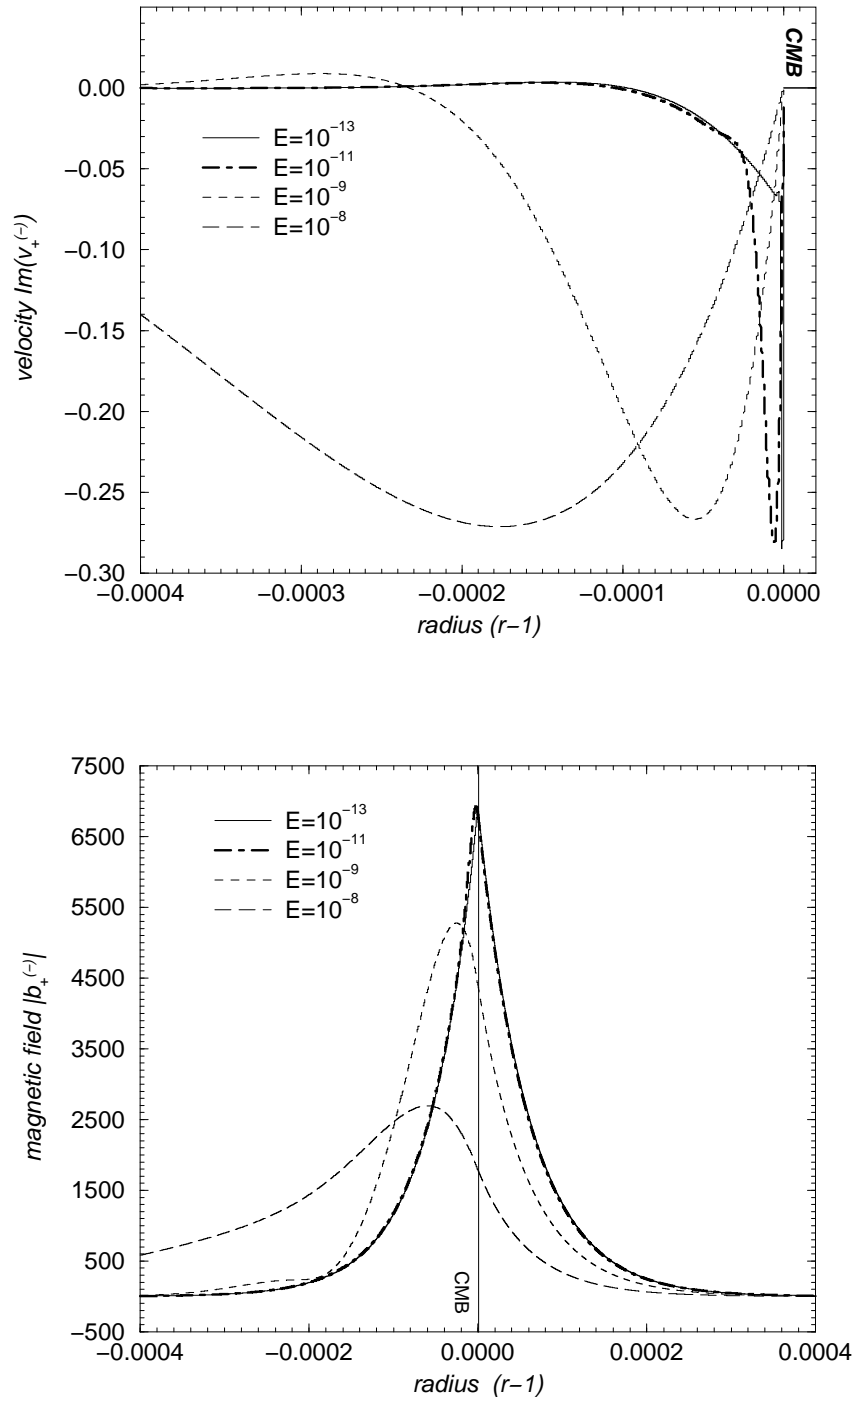 CMB
0.00
E=10⁻¹³
E=10⁻¹¹
−0.05
E=10⁻⁹
E=10⁻⁸
−0.10
−0.15
−0.20
−0.25
−0.30
velocity Im(v₊⁽⁻⁾)
−0.0004 −0.0003 −0.0002 −0.0001 0.0000
radius (r−1)
7500
E=10⁻¹³
6500
E=10⁻¹¹
E=10⁻⁹
5500
E=10⁻⁸
4500
3500
2500
1500
500
−500
magnetic field |b₊⁽⁻⁾|
CMB
−0.0004 −0.0002 0.0000 0.0002 0.0004
radius (r−1)